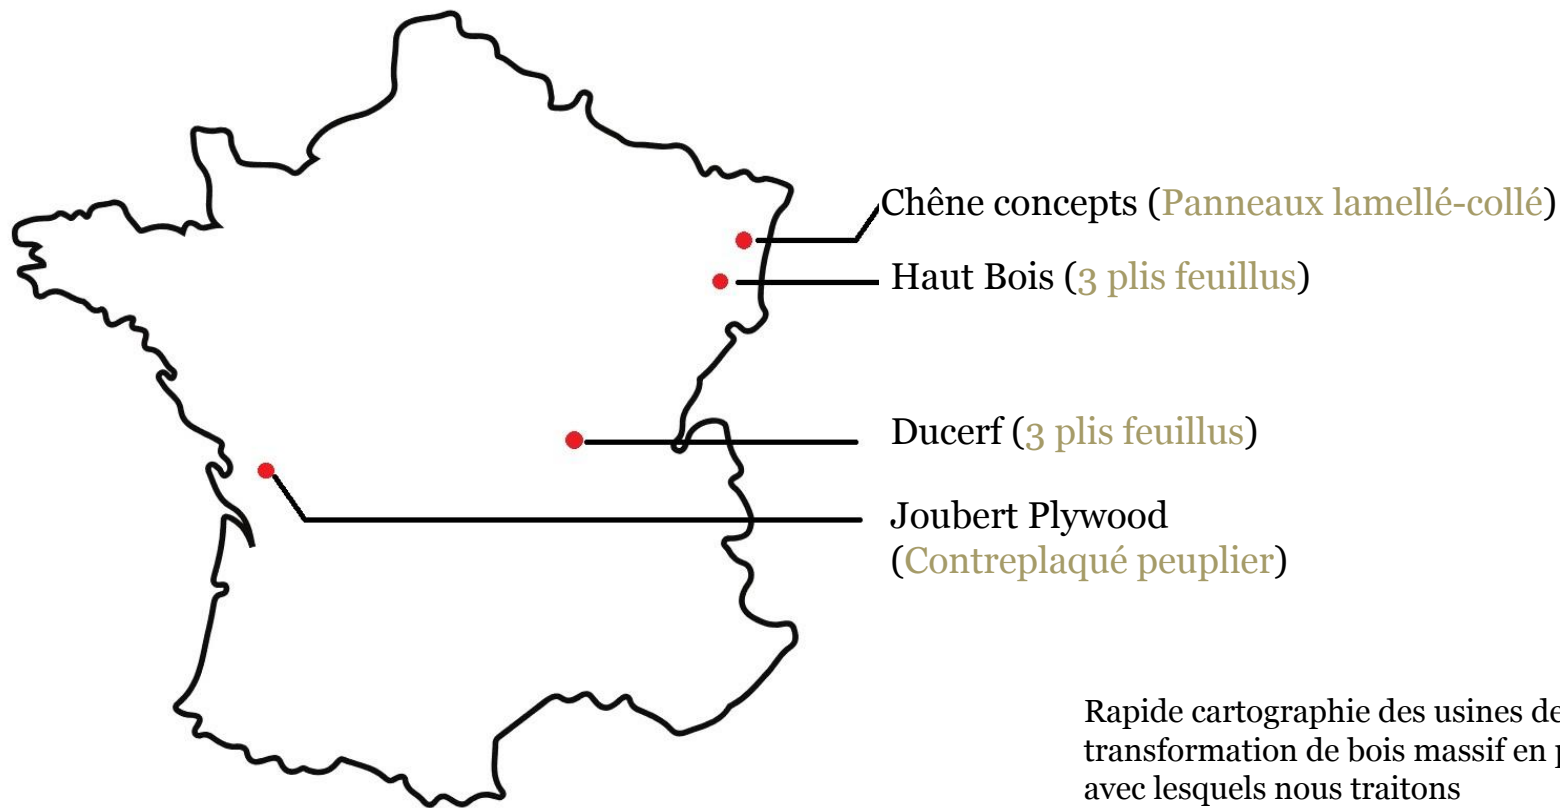 Chêne concepts (Panneaux lamellé-collé)
Haut Bois (3 plis feuillus)
Ducerf (3 plis feuillus)
Joubert Plywood
(Contreplaqué peuplier)
Rapide cartographie des usines de
transformation de bois massif en
avec lesquels nous traitons